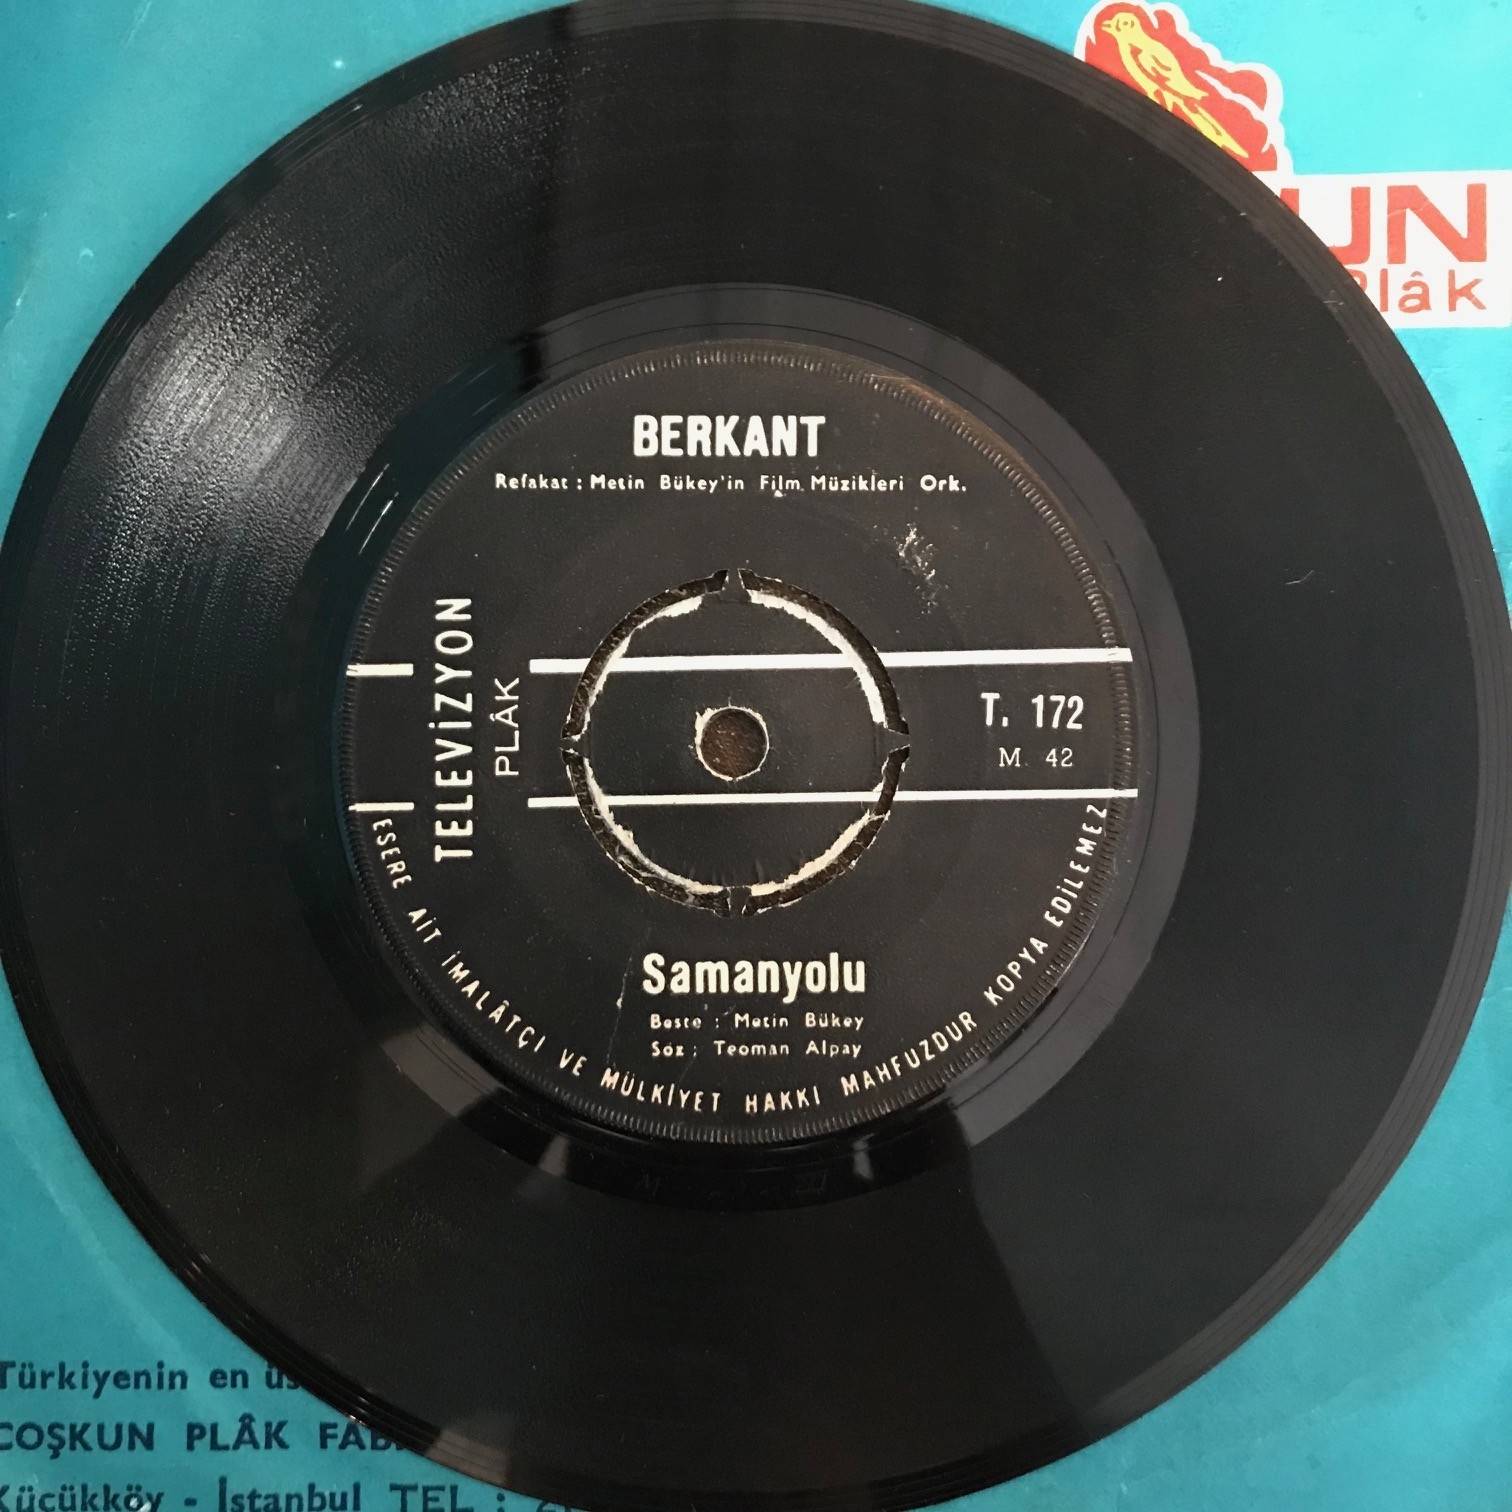 BERKANT
Refakat : Metin Bükey'in Film Müzikleri Ork.
TELEVİZYON
PLÂK
T. 172
M 42
Samanyolu
Beste : Metin Bükey
Söz : Teoman Alpay
ESERE AİT İMALÂTÇI VE MÜLKİYET HAKKI MAHFUZDUR KOPYA EDİLEMEZ
UN
Plâk
Türkiyenin en
COŞKUN PLÂK
Küçükköy - İstanbul TEL :